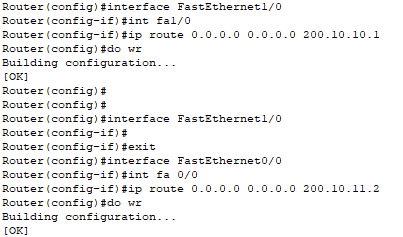 Router(config)#interface FastEthernet1/0
Router(config-if)#int fa1/0
Router(config-if)#ip route 0.0.0.0 0.0.0.0 200.10.10.1
Router(config)#do wr
Building configuration...
[OK]
Router(config)#
Router(config)#
Router(config)#interface FastEthernet1/0
Router(config-if)#
Router(config-if)#exit
Router(config)#interface FastEthernet0/0
Router(config-if)#int fa 0/0
Router(config-if)#ip route 0.0.0.0 0.0.0.0 200.10.11.2
Router(config)#do wr
Building configuration...
[OK]